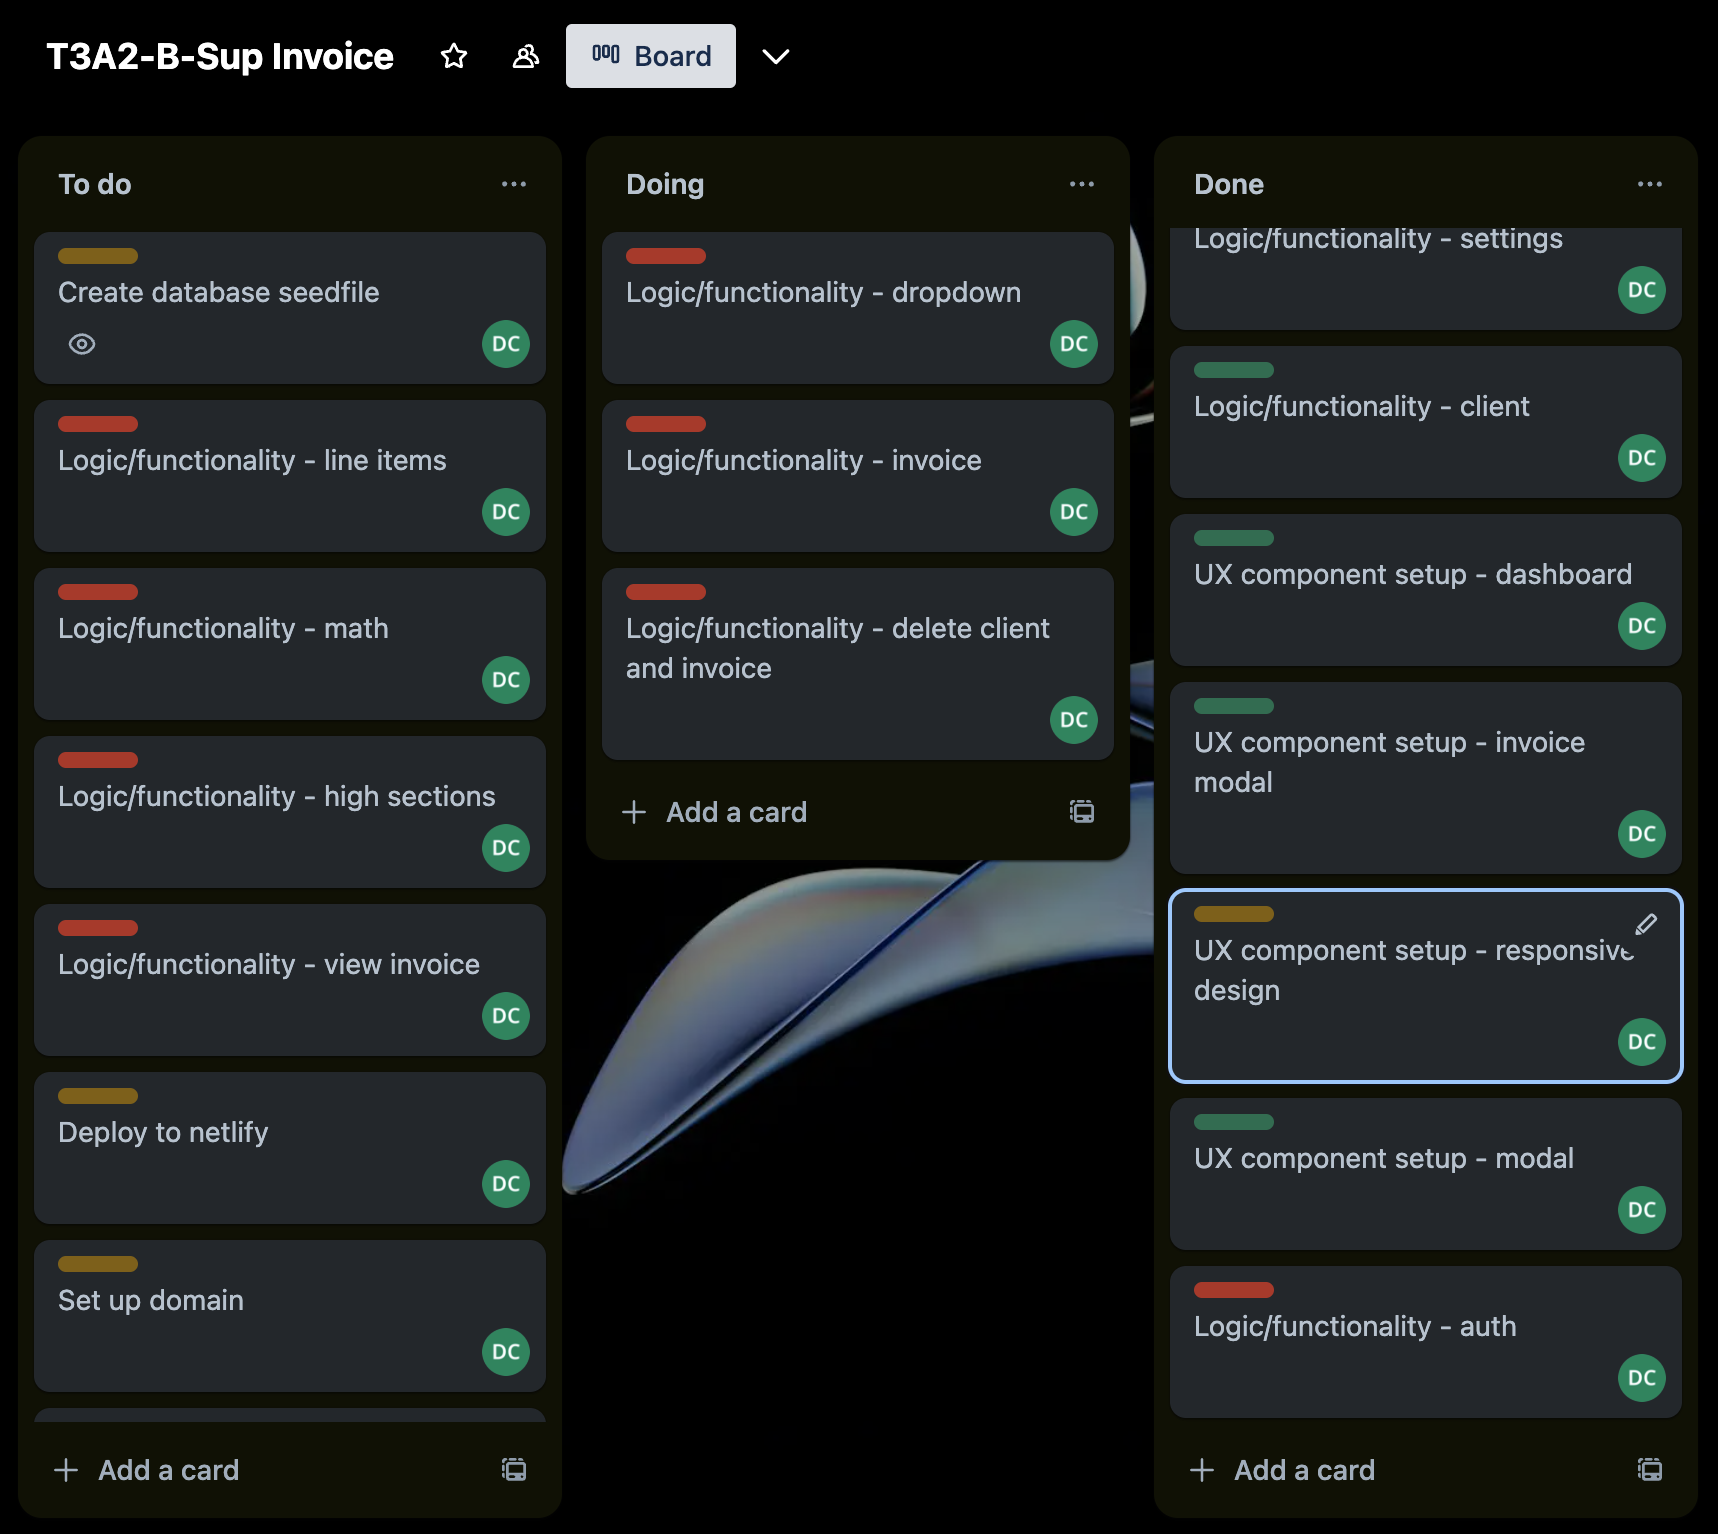 T3A2-B-Sup Invoice
Board
To do
Create database seedfile
DC
Logic/functionality - line items
DC
Logic/functionality - math
DC
Logic/functionality - high sections
DC
Logic/functionality - view invoice
DC
Deploy to netlify
DC
Set up domain
DC
Add a card
Doing
Logic/functionality - dropdown
DC
Logic/functionality - invoice
DC
Logic/functionality - delete client
and invoice
DC
Add a card
Done
Logic/functionality - settings
DC
Logic/functionality - client
DC
UX component setup - dashboard
DC
UX component setup - invoice
modal
DC
UX component setup - responsive
design
DC
UX component setup - modal
DC
Logic/functionality - auth
DC
Add a card